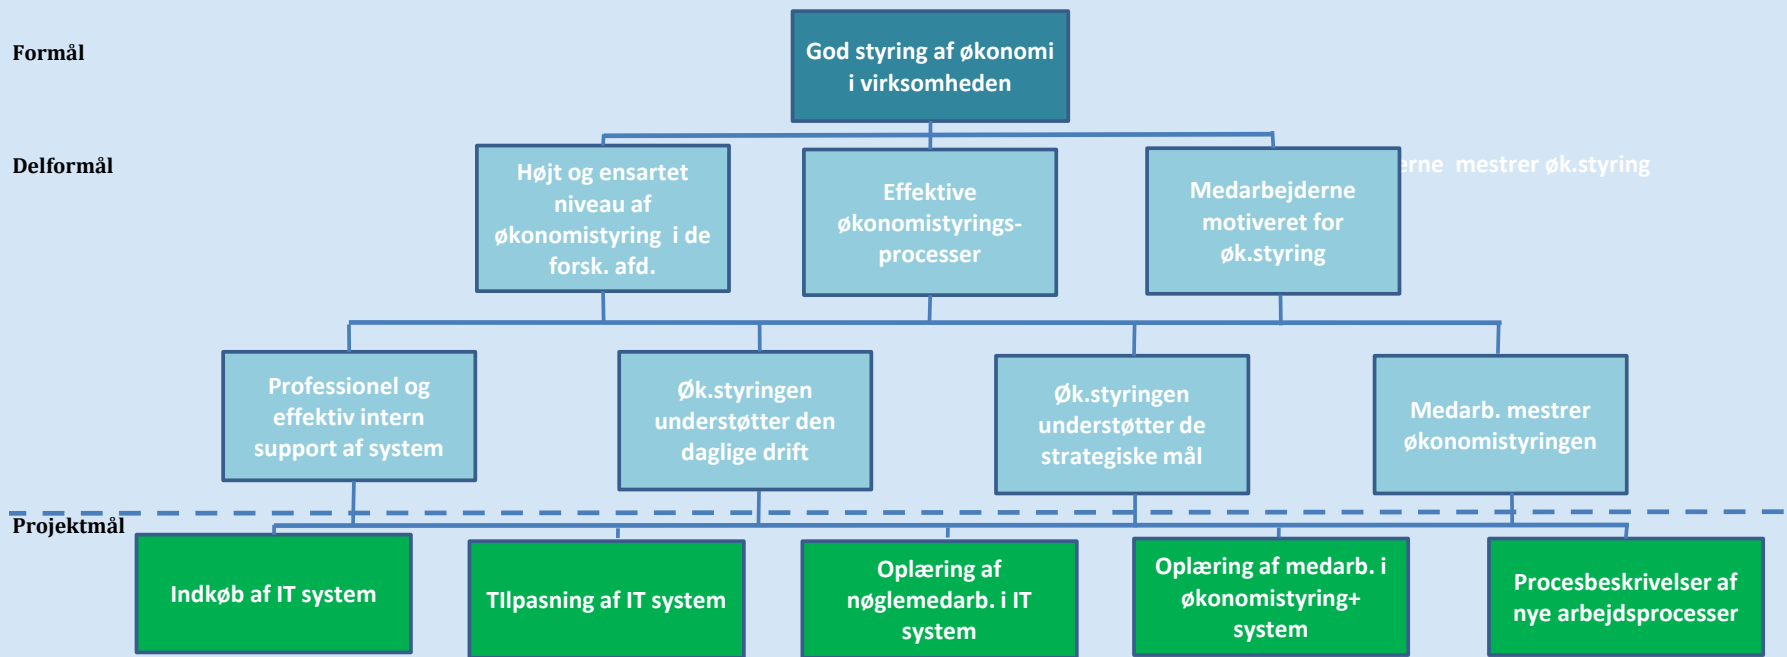 Formål
God styring af økonomi
i virksomheden
Delformål
Højt og ensartet
niveau af
økonomistyring i de
forsk. afd.
Effektive
økonomistyrings-
processer
Medarbejderne
motiveret for
øk.styring
erne mestrer øk.styring
Professionel og
effektiv intern
support af system
Øk.styringen
understøtter den
daglige drift
Øk.styringen
understøtter de
strategiske mål
Medarb. mestrer
økonomistyringen
Projektmål
Indkøb af IT system
TIlpasning af IT system
Oplæring af
nøglemedarb. i IT
system
Oplæring af medarb. i
økonomistyring+
system
Procesbeskrivelser af
nye arbejdsprocesser